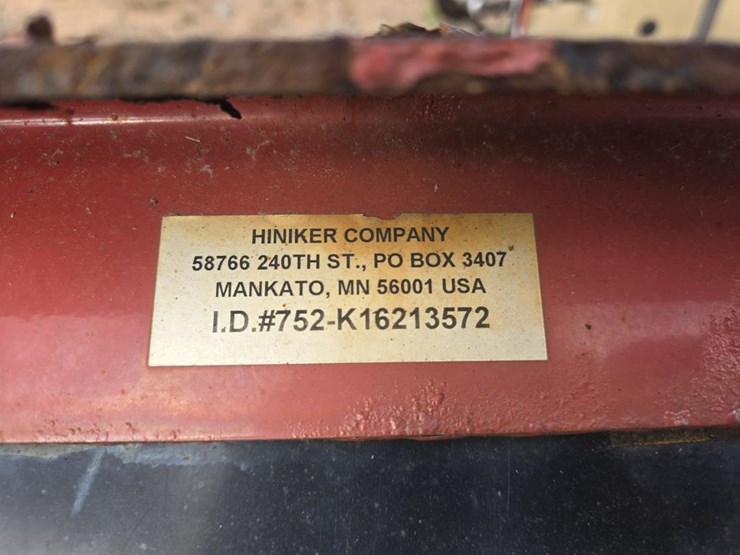 HINIKER COMPANY
58766 240TH ST., PO BOX 3407
MANKATO, MN 56001 USA
I.D.#752-K16213572